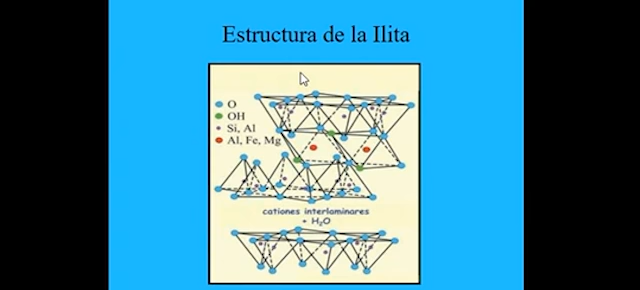 Estructura de la Ilita
O
OH
Si, Al
Al, Fe, Mg
cationes interlaminares
+ H₂O